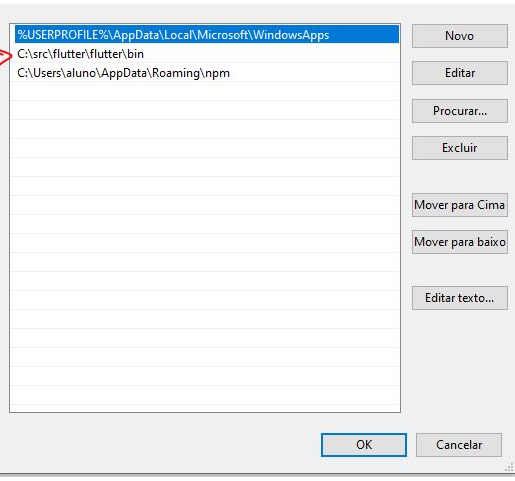 %USERPROFILE%\AppData\Local\Microsoft\WindowsApps
C:\src\flutter\flutter\bin
C:\Users\aluno\AppData\Roaming\npm
Novo
Editar
Procurar...
Excluir
Mover para Cima
Mover para baixo
Editar texto...
OK
Cancelar